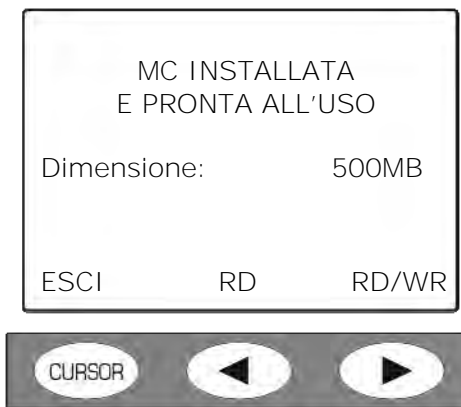 MC INSTALLATA
E PRONTA ALL'USO
Dimensione: 500MB
ESCI RD RD/WR
CURSOR